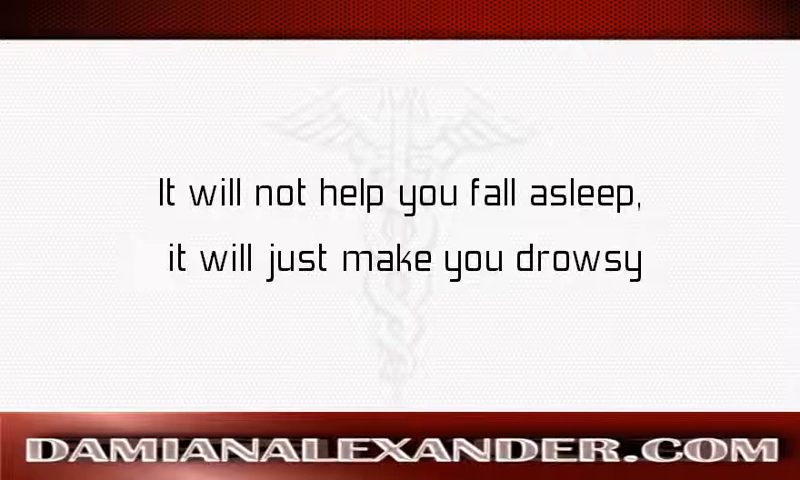 It will not help you fall asleep,
it will just make you drowsy
DAMIANALEXANDER.COM